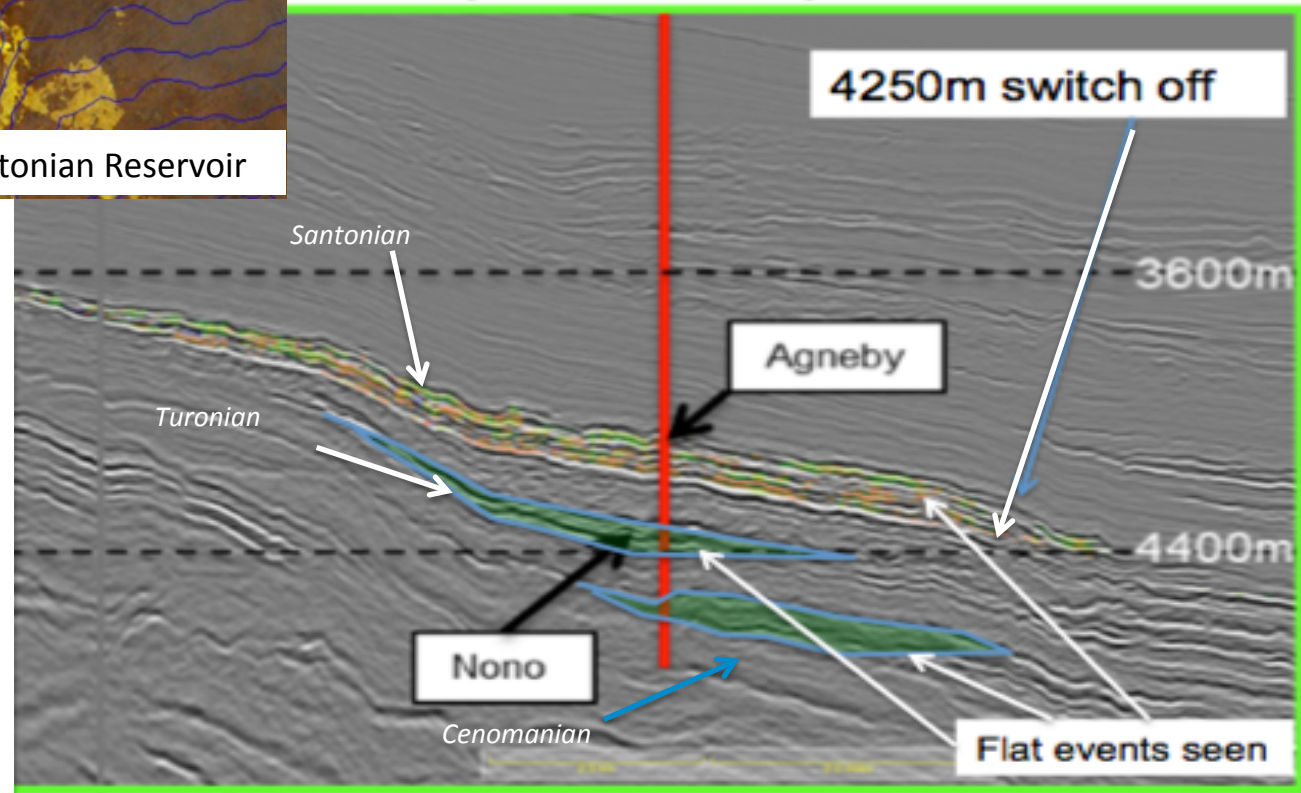 tonian Reservoir
4250m switch off
Santonian
3600m
Agneby
Turonian
4400m
Nono
Cenomanian
Flat events seen